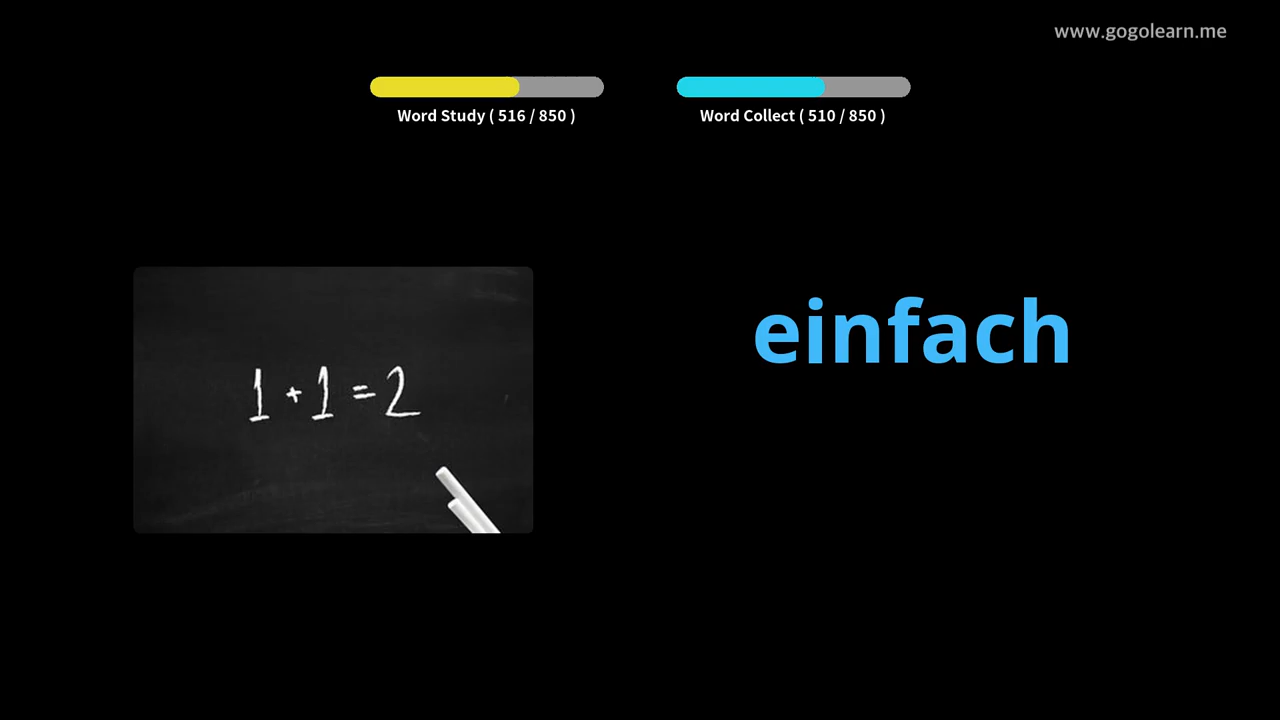 www.gogolearn.me
Word Study ( 516 / 850 )
Word Collect ( 510 / 850 )
1 + 1 = 2
einfach